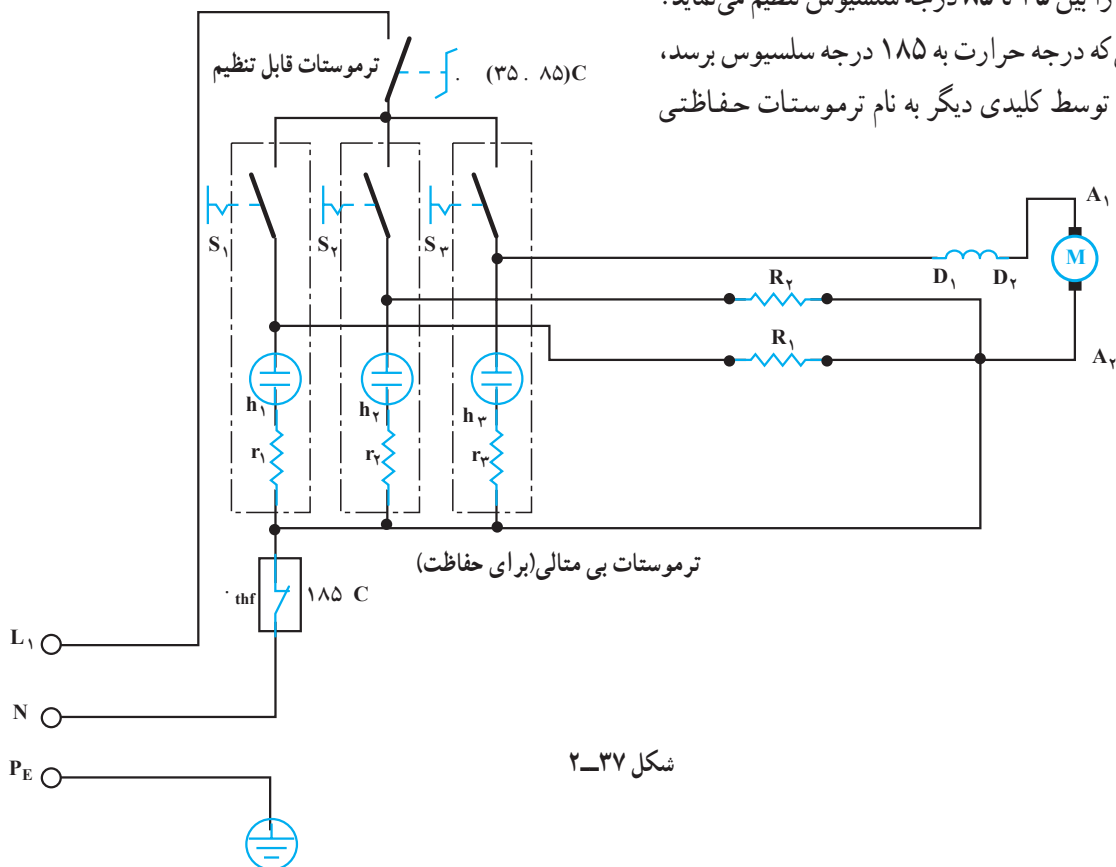 را بین ۳۵ تا ۸۵ درجه سلسیوس تنظیم می‌نماید.
که درجه حرارت به ۱۸۵ درجه سلسیوس برسد،
توسط کلیدی دیگر به نام ترموستات حفاظتی
ترموستات قابل تنظیم
(۳۵ . ۸۵)C
S۱
S۲
S۳
A۱
M
D۱
D۲
R۲
R۱
A۲
h۱
h۲
h۳
r۱
r۲
r۳
ترموستات بی متالی(برای حفاظت)
thf
۱۸۵ C
L۱
N
PE
شکل ۳۷ــ۲